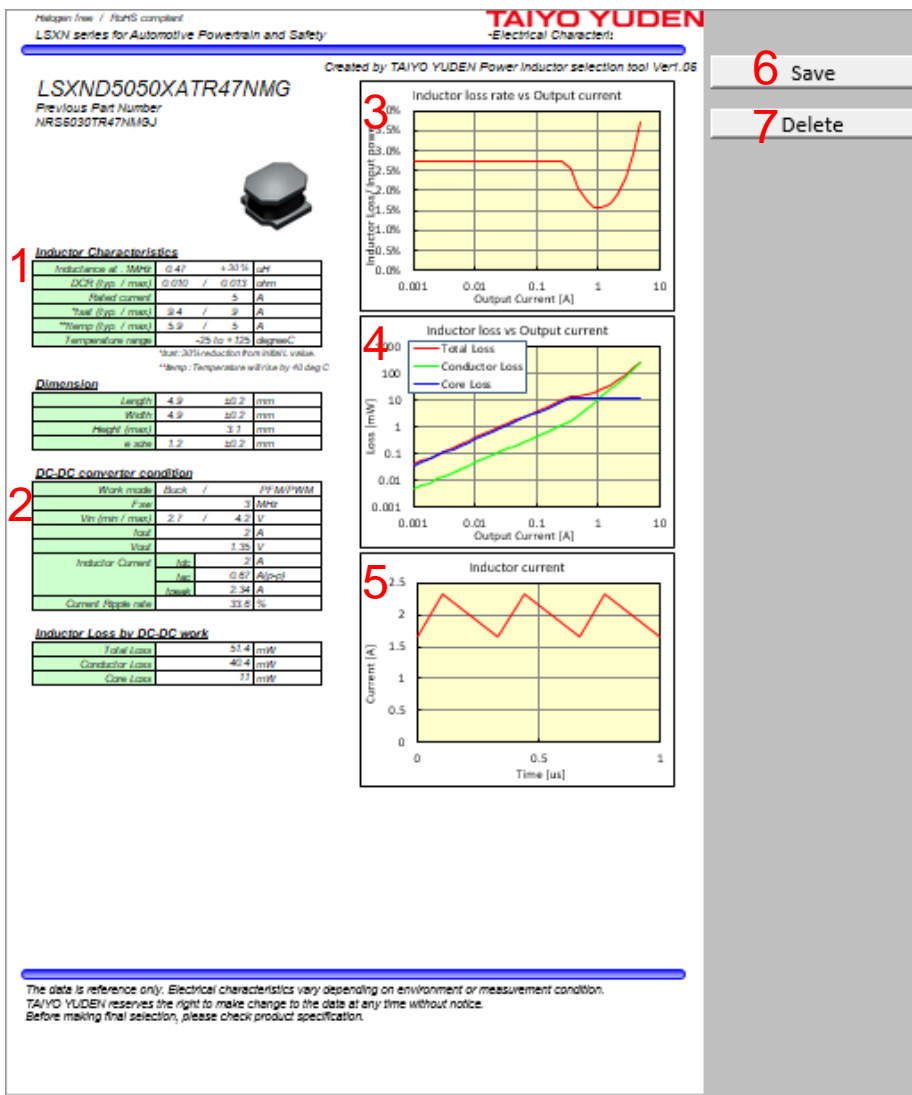 Halogen free / RoHS compliant
LSXN series for Automotive Powertrain and Safety
TAIYO YUDEN
-Electrical Characteris
Created by TAIYO YUDEN Power Inductor selection tool Ver1.06
LSXND5050XATR47NMG
Previous Part Number
NRS5030TR47NMGJ
1
Inductor Characteristics
Inductance at .1MHz 0.47 ±30% uH
DCR (typ. / max) 0.010 / 0.013 ohm
Rated current 5 A
*Isat (typ. / max) 9.4 / 9 A
**Itemp (typ. / max) 5.9 / 5 A
Temperature range -25 to +125 degreeC
*Isat: 30% reduction from initial L value.
**Itemp: Temperature will rise by 40 deg C
Dimension
Length 4.9 ±0.2 mm
Width 4.9 ±0.2 mm
Height (max) 3.1 mm
e size 1.2 ±0.2 mm
2
DC-DC converter condition
Work mode Buck / PFM/PWM
Fsw 3 MHz
Vin (min / max) 2.7 / 4.2 V
Iout 2 A
Vout 1.35 V
Inductor Current Idc 2 A
Iac 0.67 A(p-p)
Ipeak 2.34 A
Current Ripple rate 33.6 %
Inductor Loss by DC-DC work
Total Loss 51.4 mW
Conductor Loss 40.4 mW
Core Loss 11 mW
3
Inductor loss rate vs Output current
Inductor Loss/ Input power
.0%
3.5%
3.0%
2.5%
2.0%
1.5%
1.0%
0.5%
0.0%
0.001 0.01 0.1 1 10
Output Current [A]
4
Inductor loss vs Output current
Total Loss
Conductor Loss
Core Loss
Loss [mW]
1000
100
10
1
0.1
0.01
0.001
0.001 0.01 0.1 1 10
Output Current [A]
5
Inductor current
Current [A]
2.5
2
1.5
1
0.5
0
0 0.5 1
Time [us]
6 Save
7 Delete
The data is reference only. Electrical characteristics vary depending on environment or measurement condition.
TAIYO YUDEN reserves the right to make change to the data at any time without notice.
Before making final selection, please check product specification.